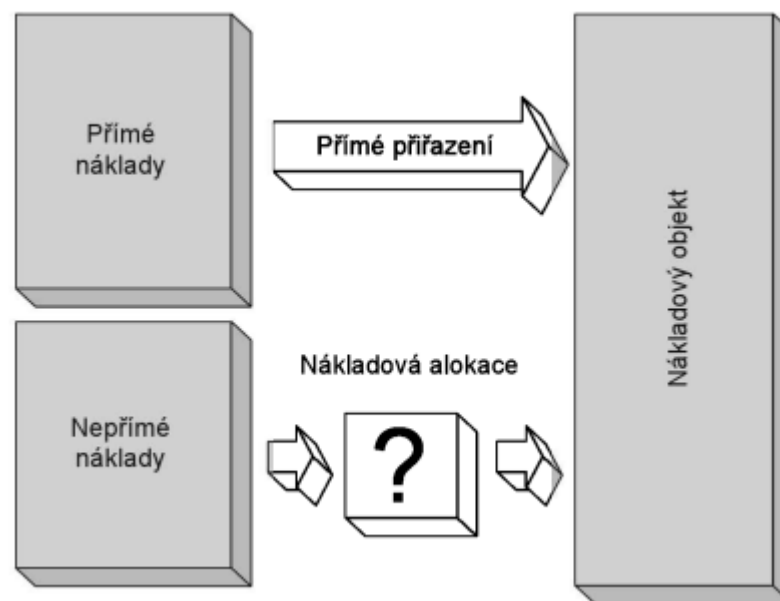 Přímé
náklady
Přímé přiřazení
Nákladový objekt
Nákladová alokace
Nepřímé
náklady
?